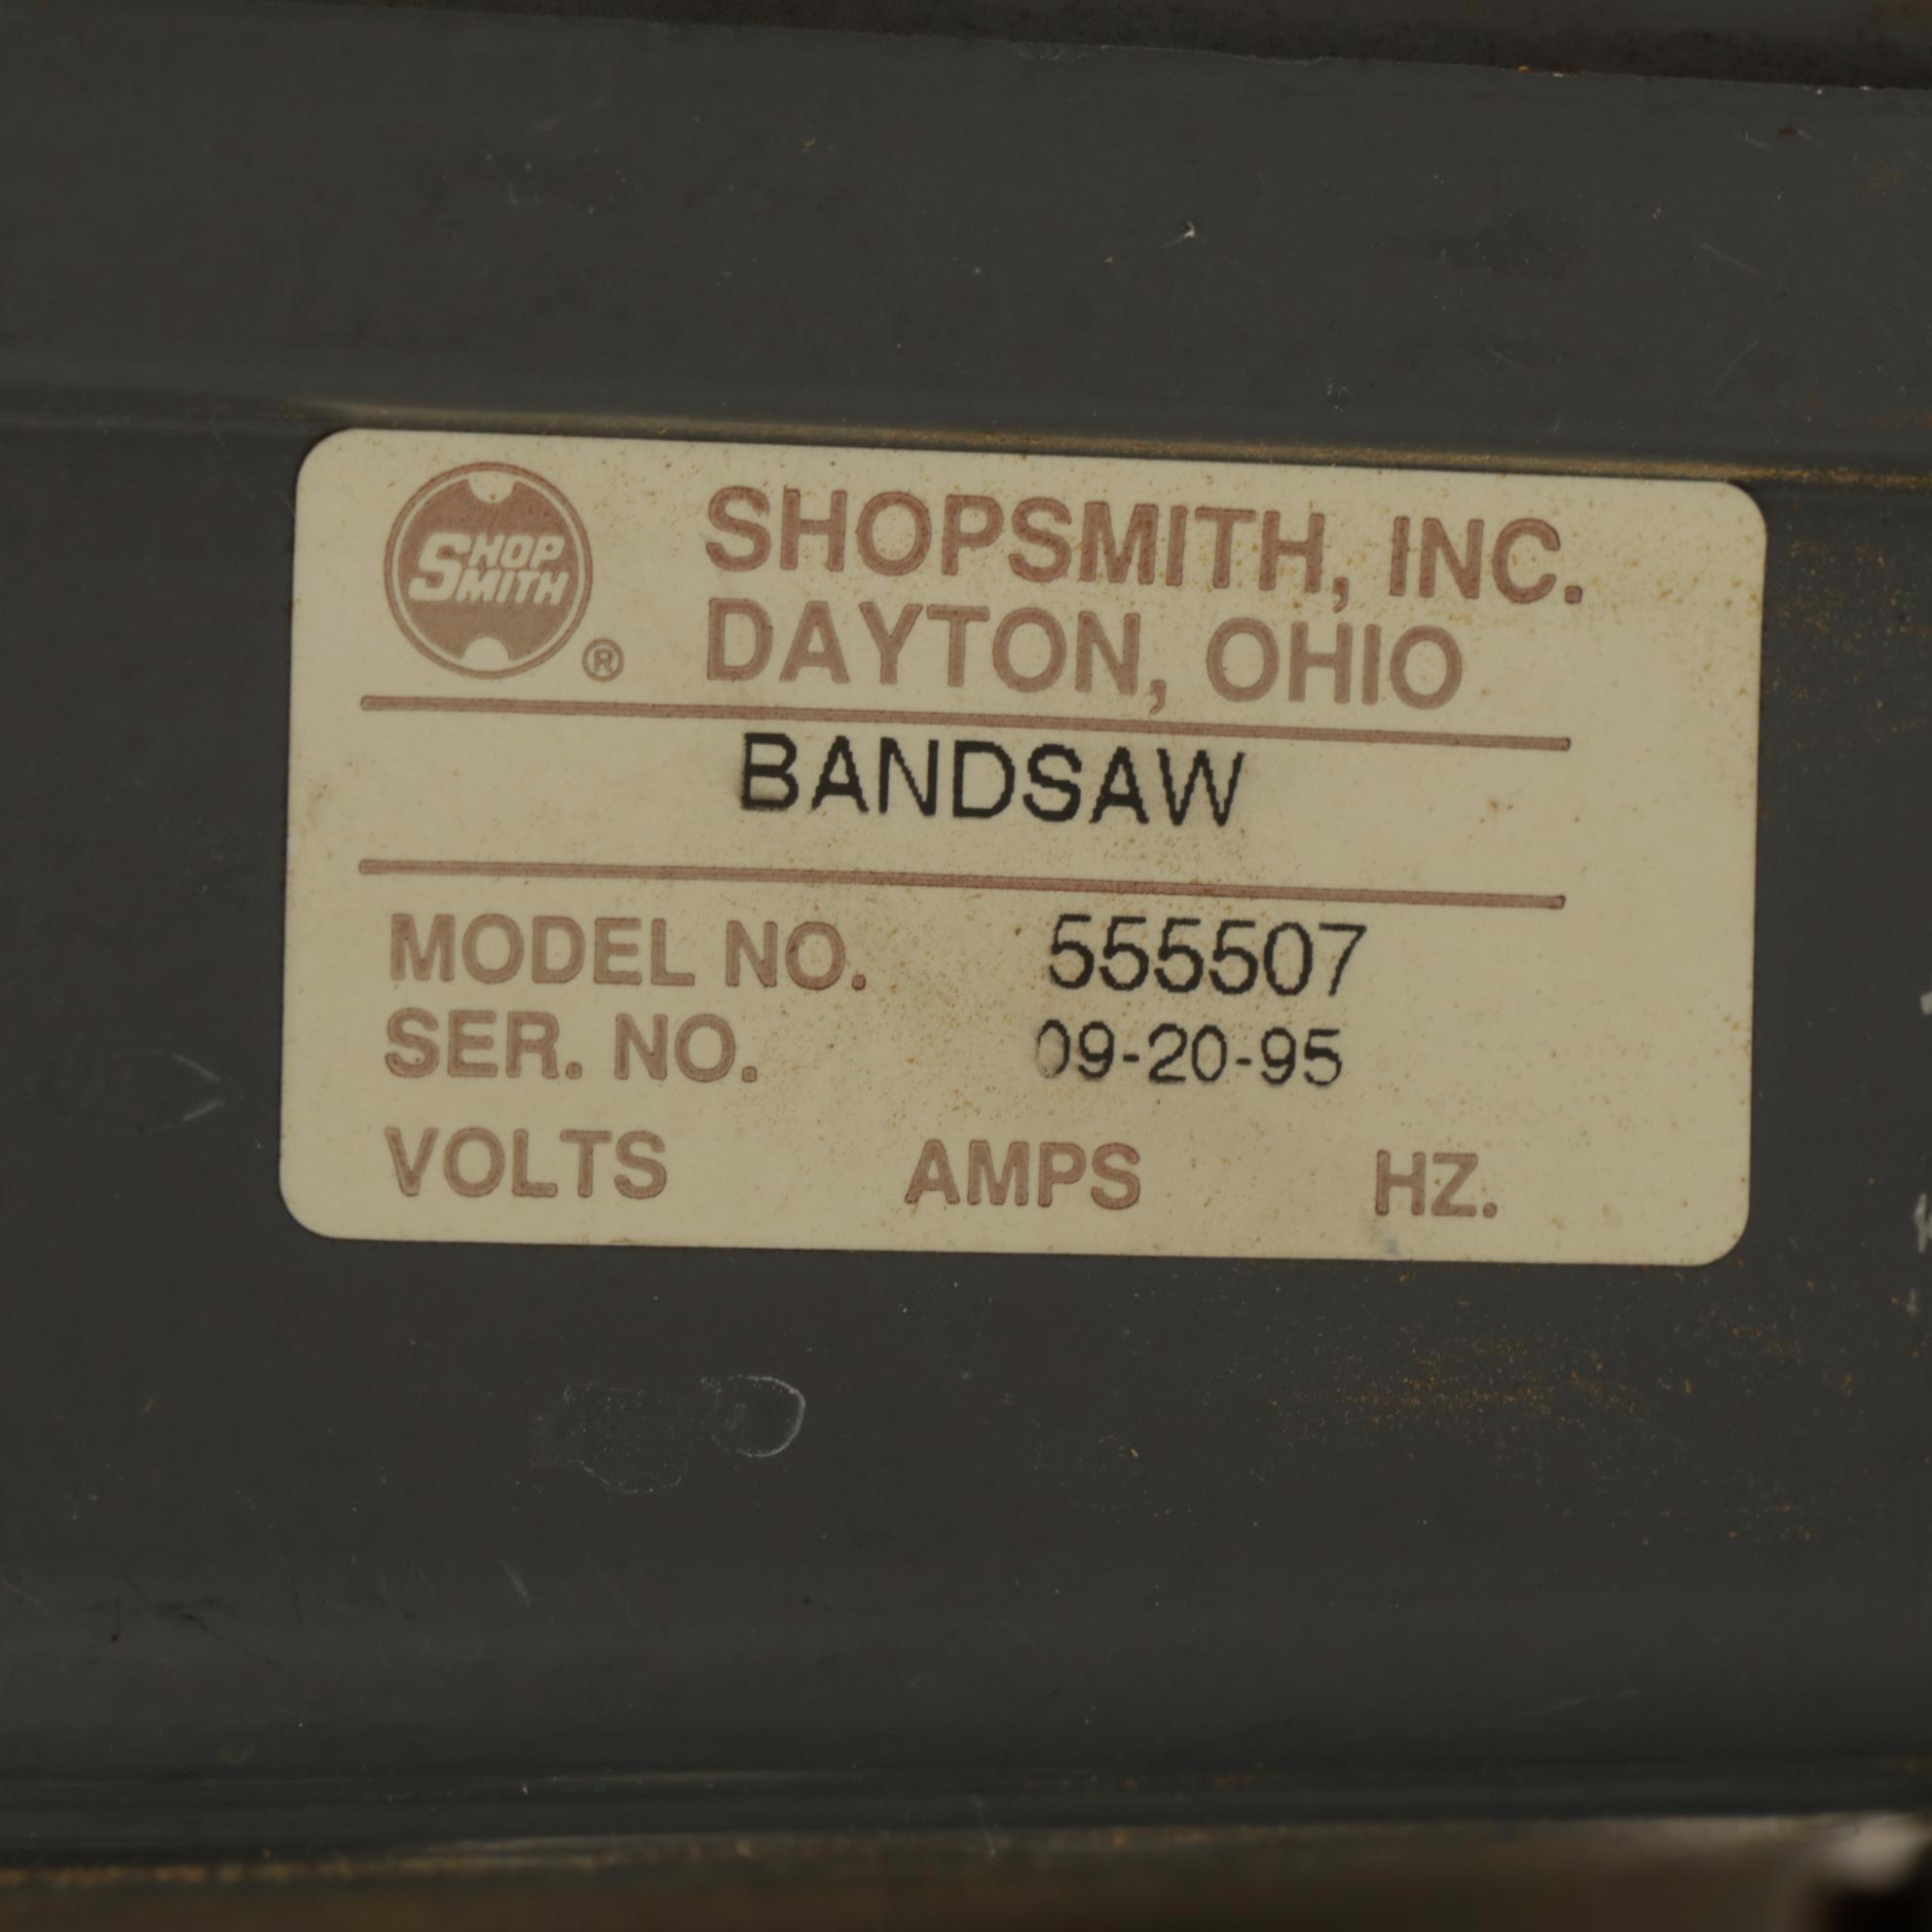 SHOP
SMITH
®
SHOPSMITH, INC.
DAYTON, OHIO
BANDSAW
MODEL NO. 555507
SER. NO. 09-20-95
VOLTS AMPS HZ.